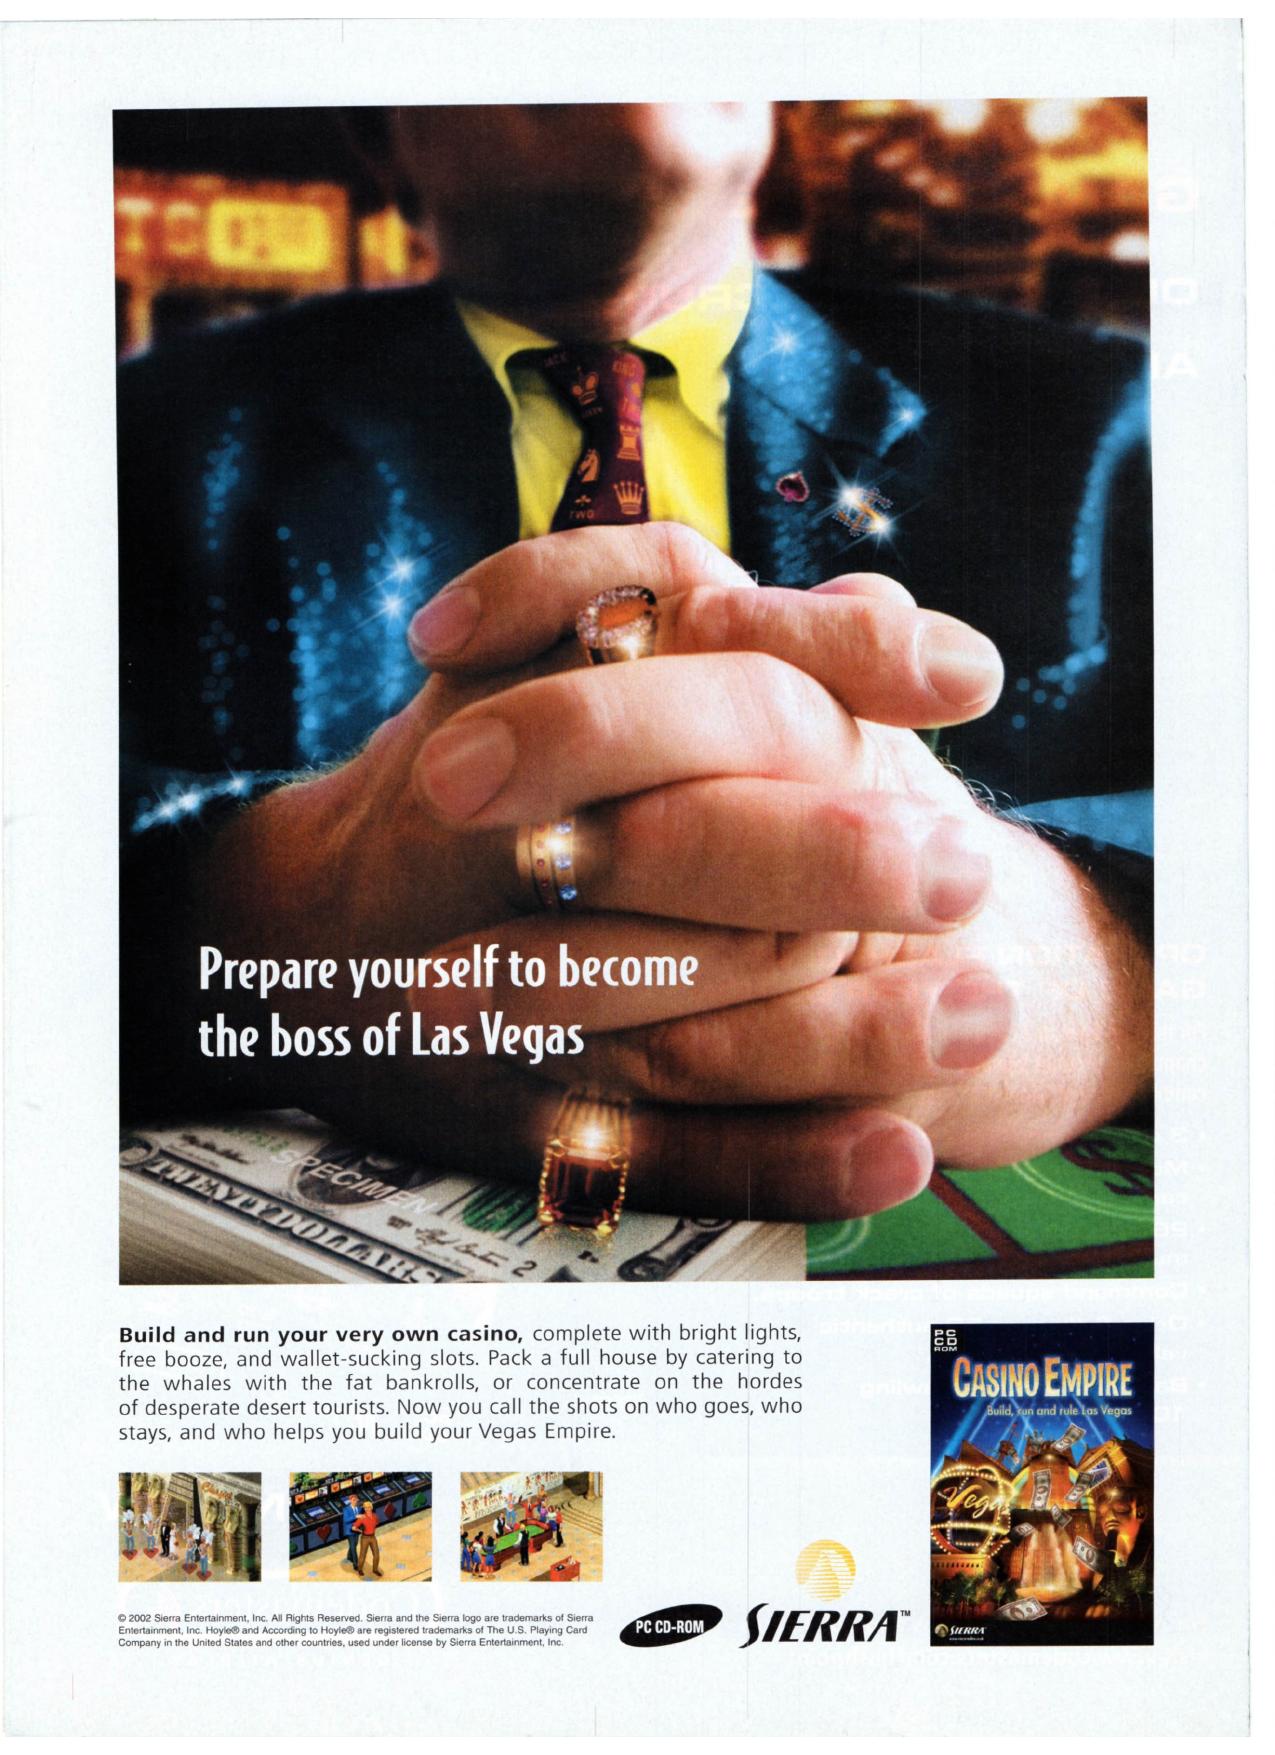 JACK
KING
TWO
Prepare yourself to become
the boss of Las Vegas
SPECIMEN
TWENTY DOLLARS
2
$
Build and run your very own casino, complete with bright lights,
free booze, and wallet-sucking slots. Pack a full house by catering to
the whales with the fat bankrolls, or concentrate on the hordes
of desperate desert tourists. Now you call the shots on who goes, who
stays, and who helps you build your Vegas Empire.
PC
CD
ROM
CASINO EMPIRE
Build, run and rule Las Vegas
Vegas
SIERRA
© 2002 Sierra Entertainment, Inc. All Rights Reserved. Sierra and the Sierra logo are trademarks of Sierra
Entertainment, Inc. Hoyle® and According to Hoyle® are registered trademarks of The U.S. Playing Card
Company in the United States and other countries, used under license by Sierra Entertainment, Inc.
PC CD-ROM
SIERRA™